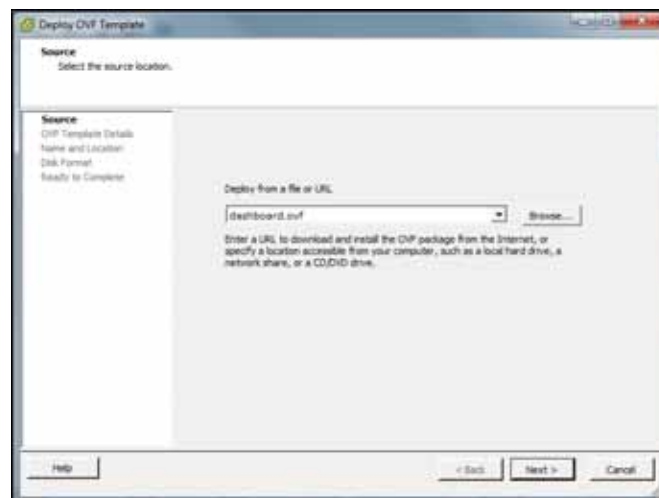 Deploy OVF Template
Source
Select the source location.
Source
OVF Template Details
Name and Location
Disk Format
Ready to Complete
Deploy from a file or URL
dashboard.ovf
Browse...
Enter a URL to download and install the OVF package from the Internet, or
specify a location accessible from your computer, such as a local hard drive, a
network share, or a CD/DVD drive.
Help
< Back
Next >
Cancel